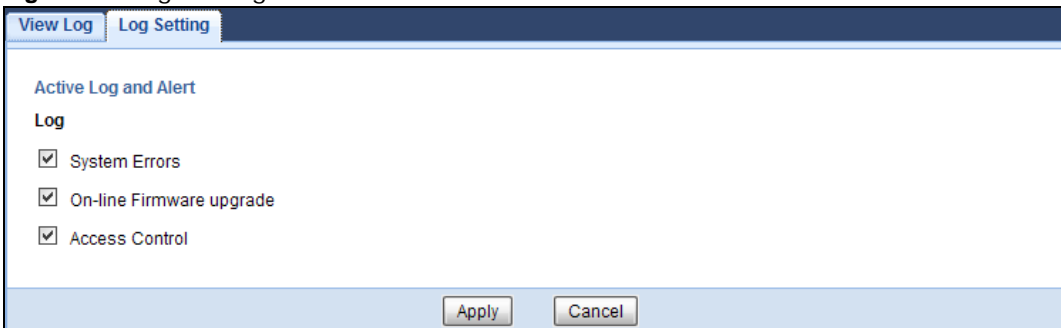 View Log Log Setting
Active Log and Alert
Log
System Errors
On-line Firmware upgrade
Access Control
Apply Cancel